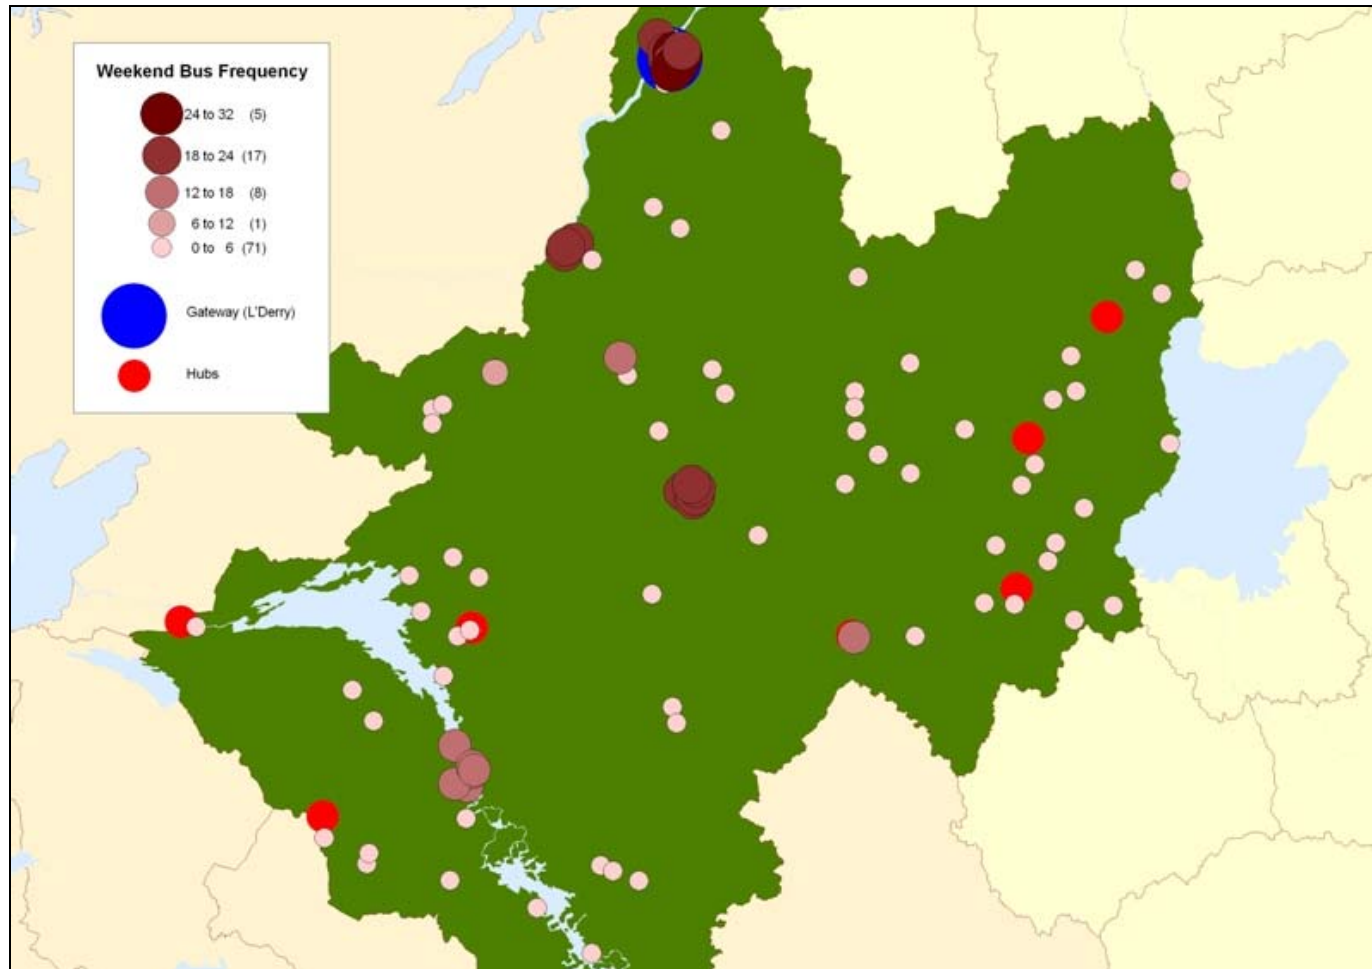 Weekend Bus Frequency
24 to 32 (5)
18 to 24 (17)
12 to 18 (8)
6 to 12 (1)
0 to 6 (71)
Gateway (L'Derry)
Hubs